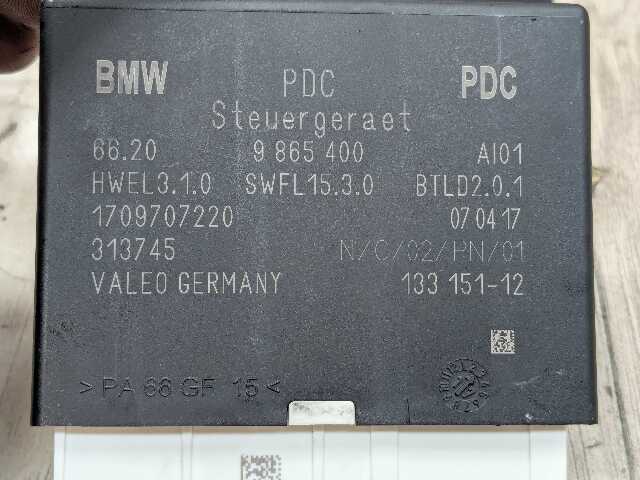 BMW PDC PDC
Steuergeraet
66.20 9 865 400 AI01
HWEL3.1.0 SWFL15.3.0 BTLD2.0.1
1709707220 07 04 17
313745 N/C/02/PN/01
VALEO GERMANY 133 151-12
>PA 66 GF 15<